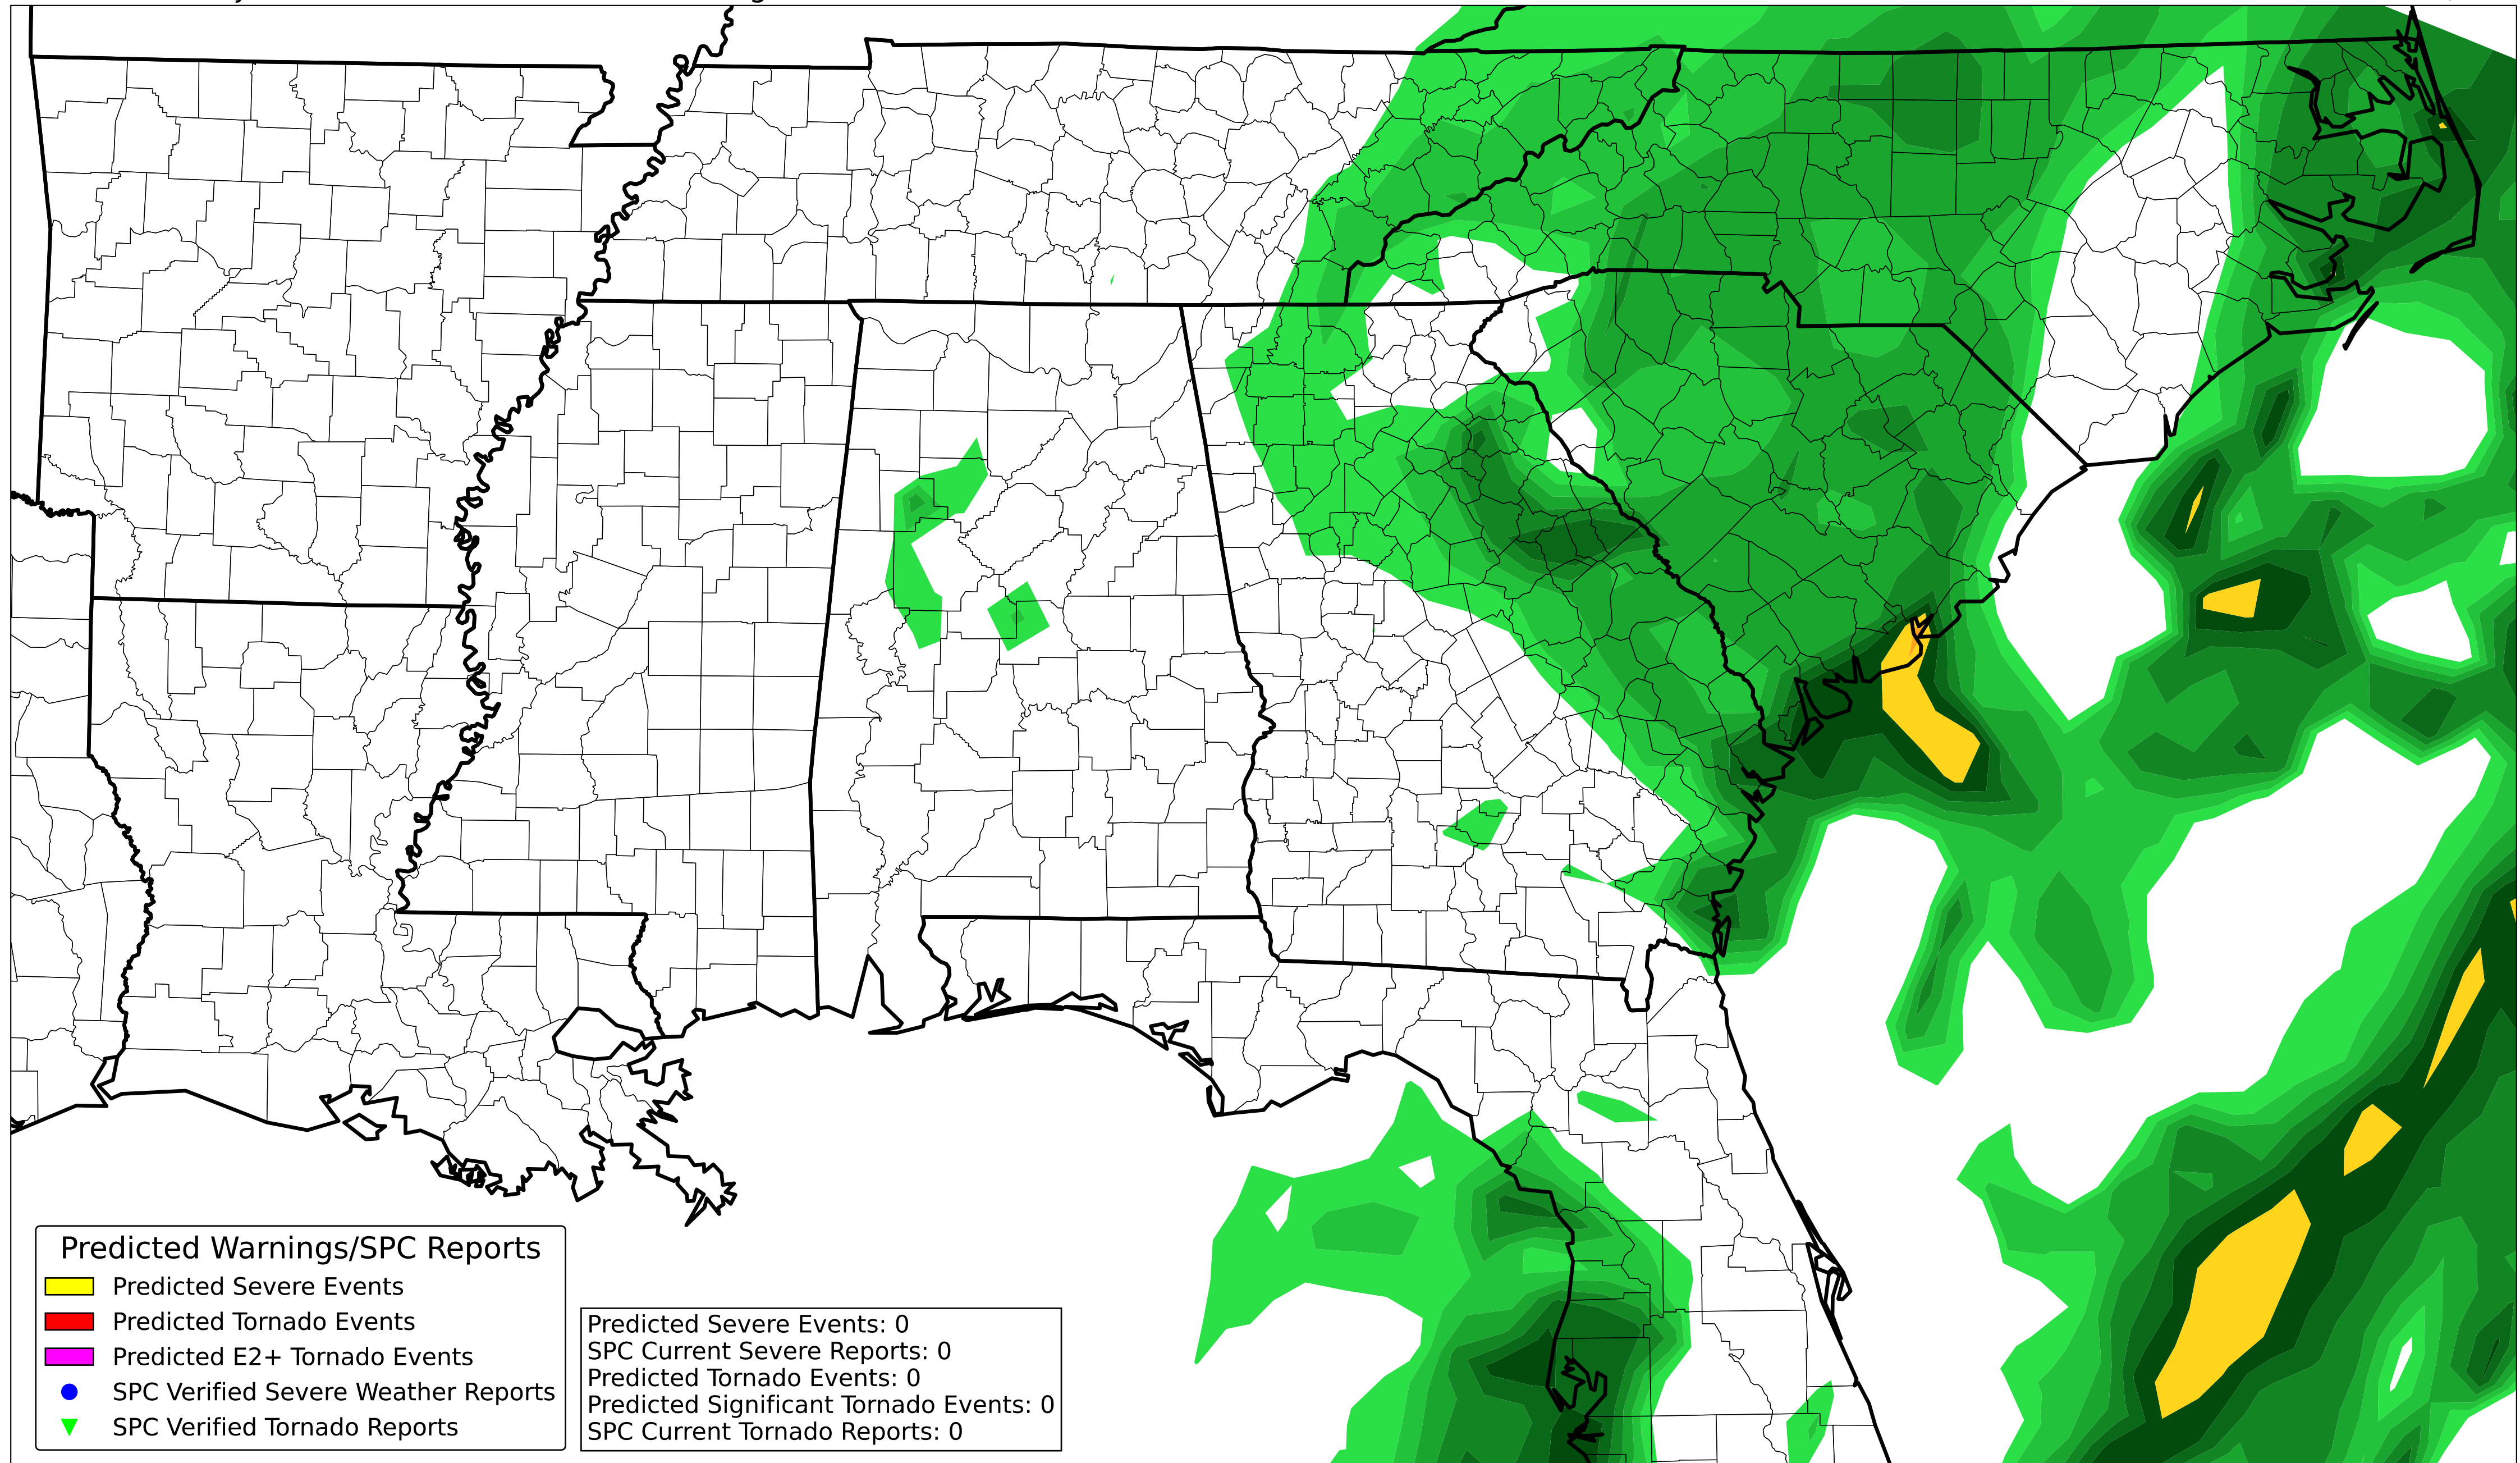 Predicted Warnings/SPC Reports
Predicted Severe Events
Predicted Tornado Events
Predicted E2+ Tornado Events
SPC Verified Severe Weather Reports
SPC Verified Tornado Reports
Predicted Severe Events: 0
SPC Current Severe Reports: 0
Predicted Tornado Events: 0
Predicted Significant Tornado Events: 0
SPC Current Tornado Reports: 0